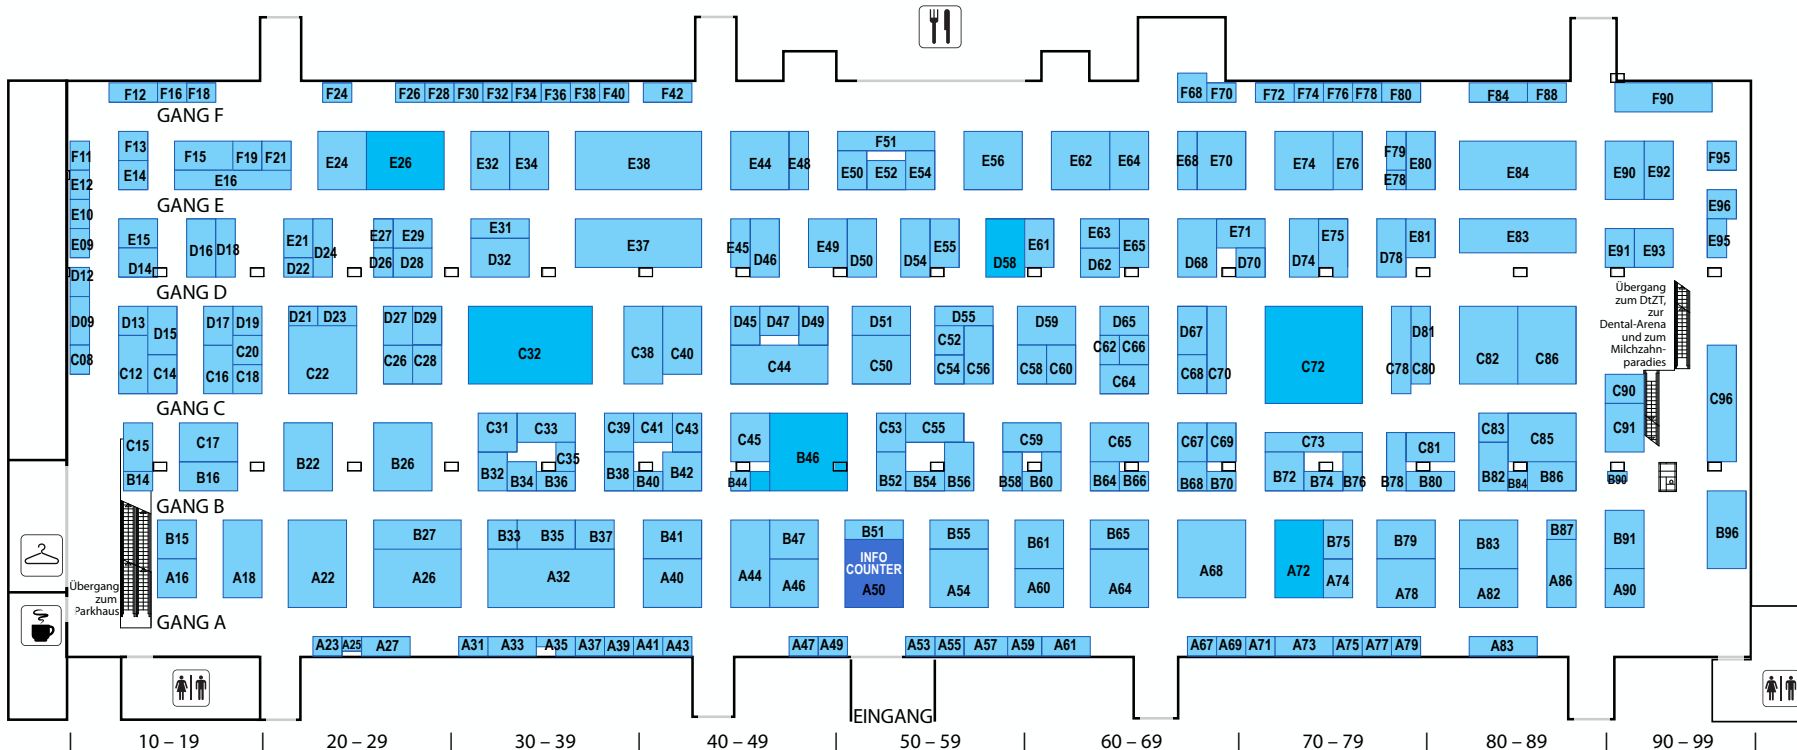 F12 F16 F18 F24 F26 F28 F30 F32 F34 F36 F38 F40 F42 F68 F70 F72 F74 F76 F78 F80 F84 F88 F90
GANG F
F11 F13 F15 F19 F21 E24 E26 E32 E34 E38 E44 E48 F51 E50 E52 E54 E56 E62 E64 E68 E70 E74 E76 F79 E78 E80 E84 E90 E92 F95
E12 E14 E16
GANG E
E10 E96
E09 E15 D16 D18 E21 D24 E27 E29 E31 E37 E45 D46 E49 D50 D54 E55 D58 E61 E63 E65 D68 E71 D74 E75 D78 E81 E83 E91 E93 E95
D12 D14 D22 D26 D28 D32 D62 D70
GANG D
Übergang
zum DtZT,
zur
Dental-Arena
und zum
Milchzahn-
paradies
D09 D13 D15 D17 D19 D21 D23 D27 D29 C32 C38 C40 D45 D47 D49 D51 D55 D59 D65 D67 C72 D81 C82 C86
C08 C12 C14 C16 C20 C18 C22 C26 C28 C44 C50 C52 C54 C56 C58 C60 C62 C66 C64 C68 C70 C78 C80 C90 C96
GANG C
C15 C17 B22 B26 C31 C33 C35 C39 C41 C43 C45 B46 C53 C55 C59 C65 C67 C69 C73 C81 C83 C85 C91
B14 B16 B32 B34 B36 B38 B40 B42 B44 B52 B54 B56 B58 B60 B64 B66 B68 B70 B72 B74 B76 B78 B80 B82 B84 B86 B90
GANG B
B15 B27 B33 B35 B37 B41 B47 B51 B55 B61 B65 B75 B79 B83 B87 B91 B96
INFO
COUNTER
A16 A18 A22 A26 A32 A40 A44 A46 A50 A54 A60 A64 A68 A72 A74 A78 A82 A86 A90
Übergang
zum
Parkhaus
GANG A
A23 A25 A27 A31 A33 A35 A37 A39 A41 A43 A47 A49 A53 A55 A57 A59 A61 A67 A69 A71 A73 A75 A77 A79 A83
EINGANG
10 – 19 20 – 29 30 – 39 40 – 49 50 – 59 60 – 69 70 – 79 80 – 89 90 – 99